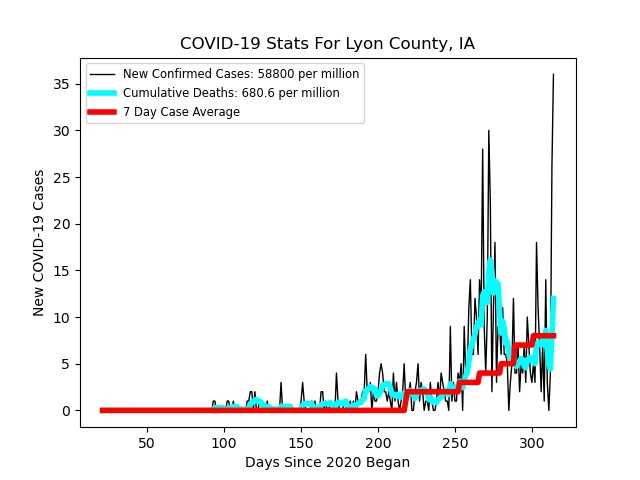 COVID-19 Stats For Lyon County, IA
New Confirmed Cases: 58800 per million
Cumulative Deaths: 680.6 per million
7 Day Case Average
New COVID-19 Cases
35
30
25
20
15
10
5
0
50 100 150 200 250 300
Days Since 2020 Began